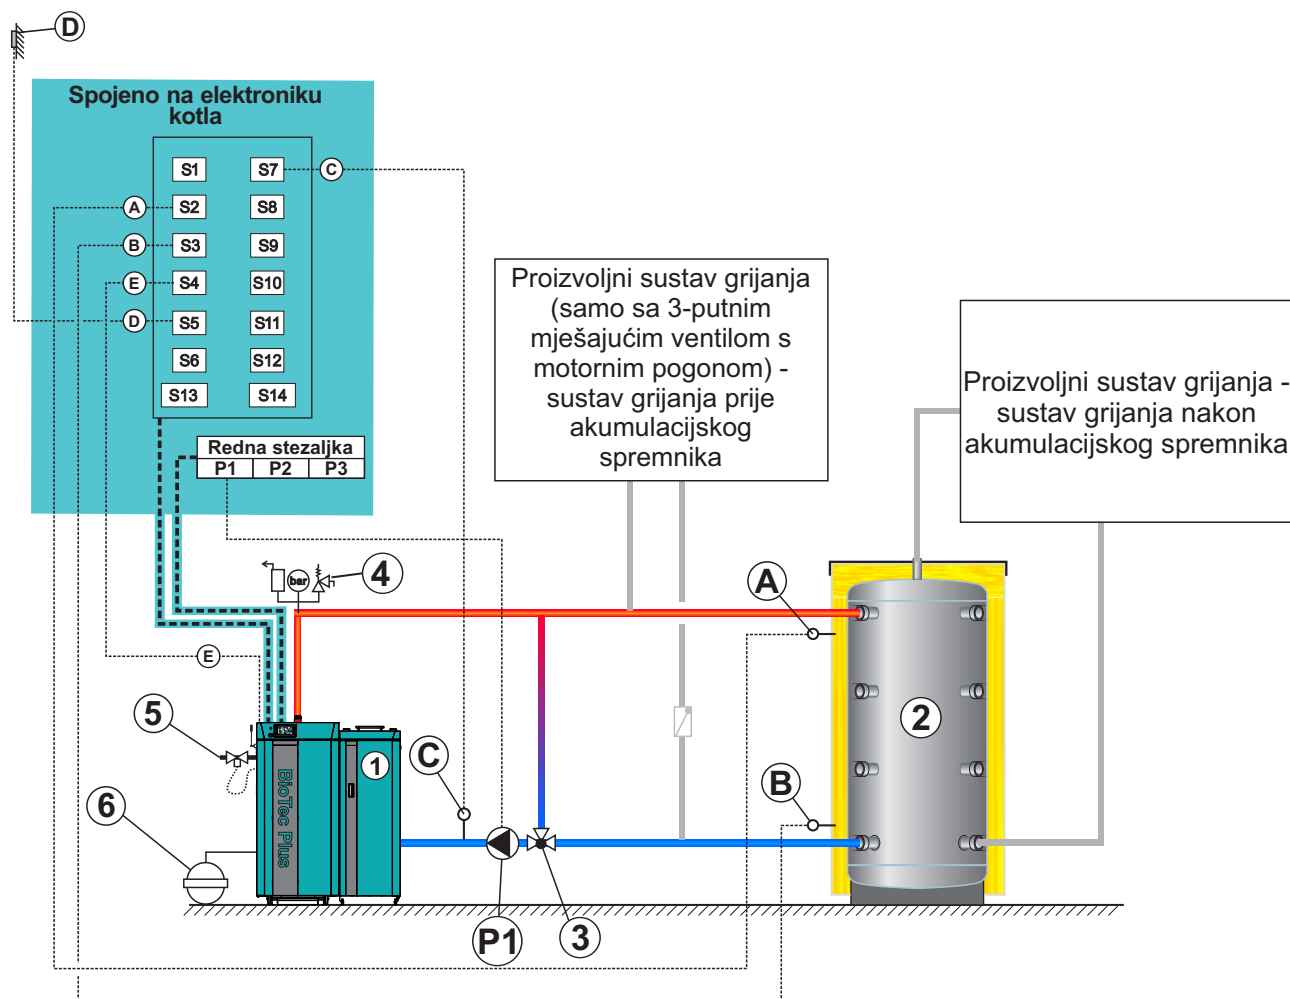 D
Spojeno na elektroniku
kotla
S1
S7
C
A
S2
S8
B
S3
S9
E
S4
S10
D
S5
S11
S6
S12
S13
S14
Redna stezaljka
P1
P2
P3
Proizvoljni sustav grijanja
(samo sa 3-putnim
mješajućim ventilom s
motornim pogonom) -
sustav grijanja prije
akumulacijskog
spremnika
Proizvoljni sustav grijanja -
sustav grijanja nakon
akumulacijskog spremnika
bar
4
A
E
5
1
2
C
B
6
BioTec Plus
P1
3